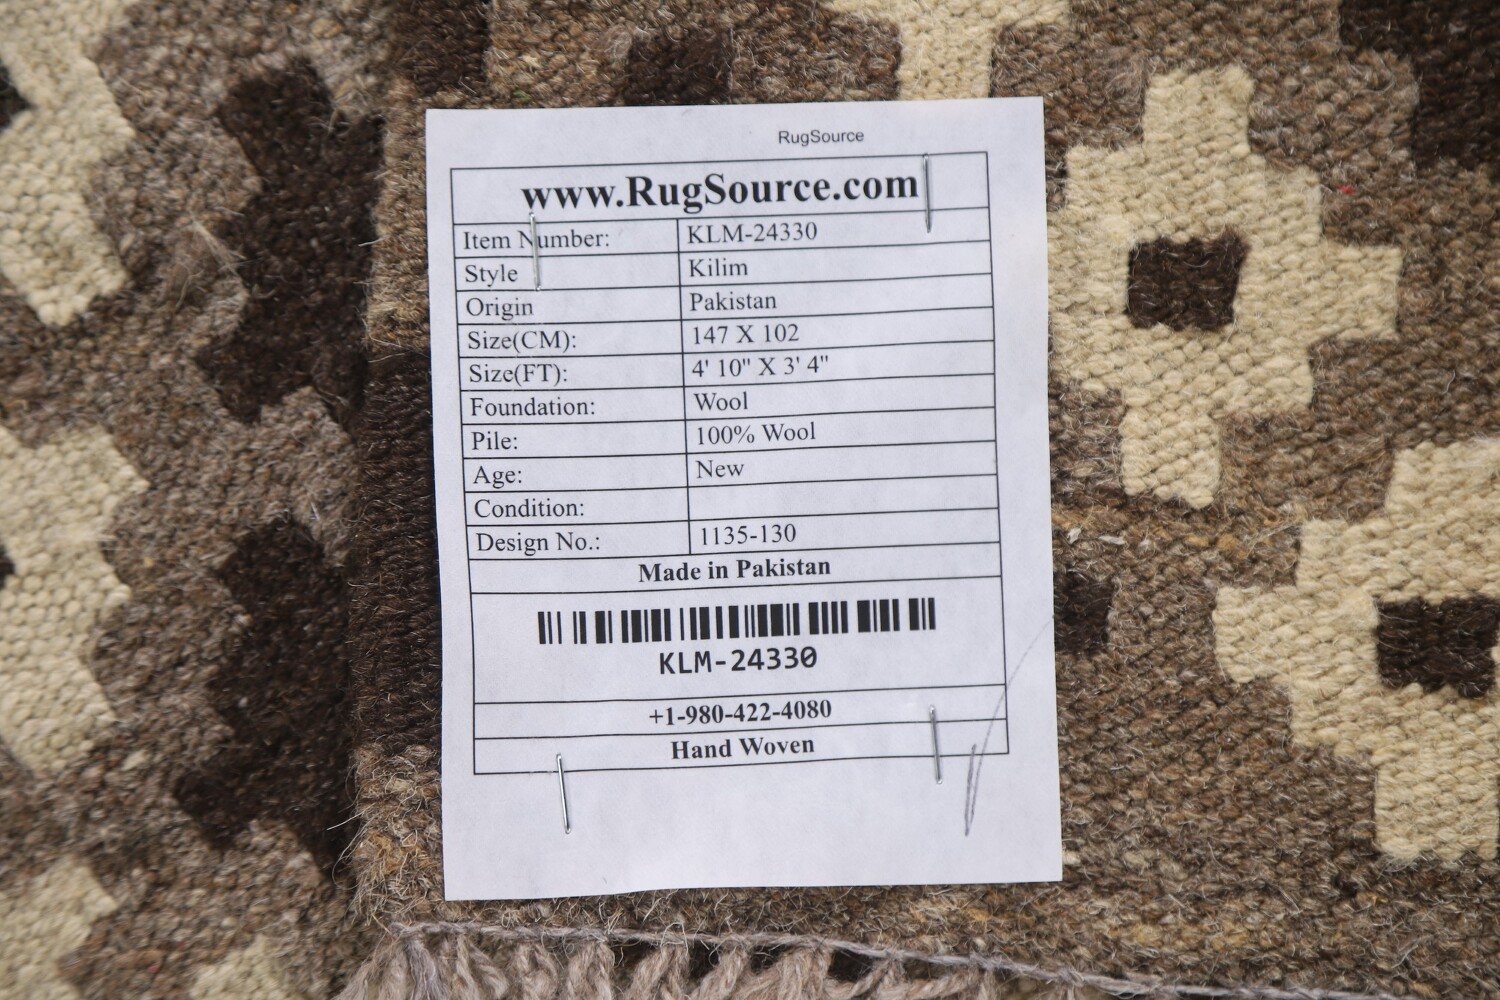 RugSource
www.RugSource.com
Item Number: KLM-24330
Style Kilim
Origin Pakistan
Size(CM): 147 X 102
Size(FT): 4' 10" X 3' 4"
Foundation: Wool
Pile: 100% Wool
Age: New
Condition:
Design No.: 1135-130
Made in Pakistan
KLM-24330
+1-980-422-4080
Hand Woven